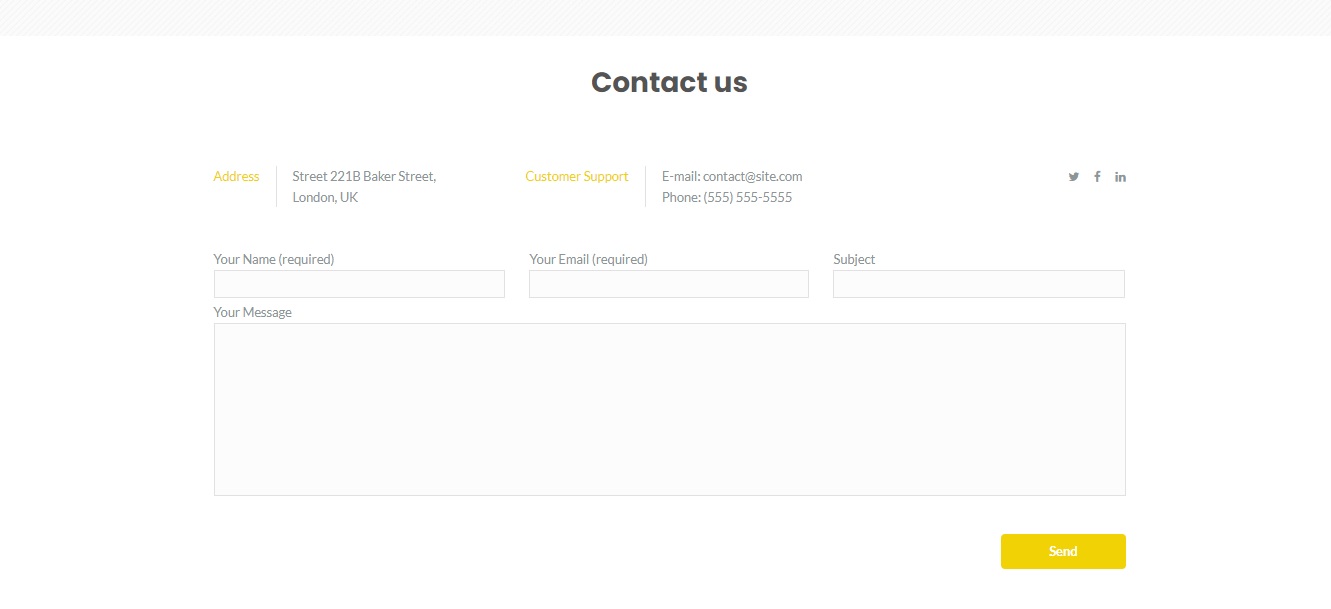 Contact us
Address
Street 221B Baker Street,
London, UK
Customer Support
E-mail: contact@site.com
Phone: (555) 555-5555
Your Name (required)
Your Email (required)
Subject
Your Message
Send